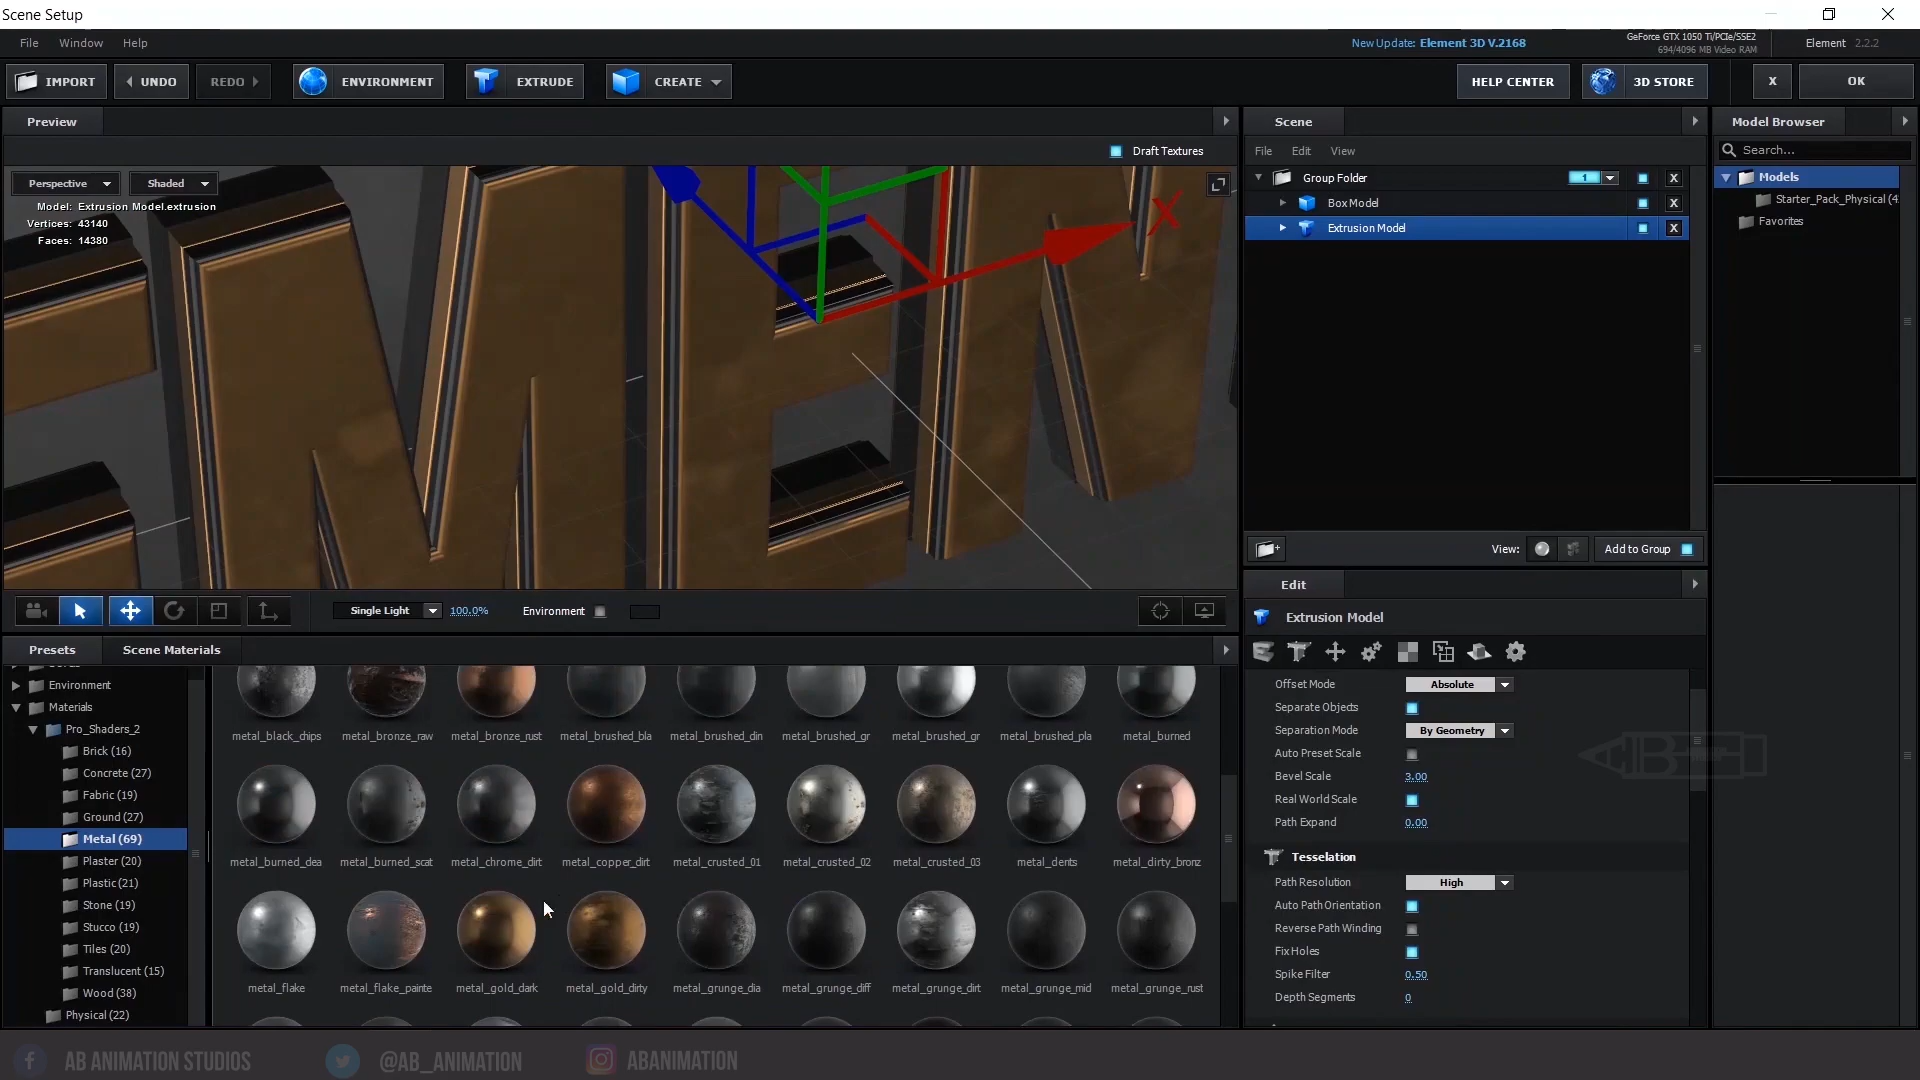 Scene Setup
File Window Help
New Update: Element 3D V.2168
GeForce GTX 1050 Ti/PCIe/SSE2
694/4096 MB Video RAM
Element 2.2.2
IMPORT UNDO REDO ENVIRONMENT EXTRUDE CREATE HELP CENTER 3D STORE X OK
Preview
Draft Textures
Perspective Shaded
Model: Extrusion Model.extrusion
Vertices: 43140
Faces: 14380
X
Single Light 100.0% Environment
Scene
File Edit View
Group Folder 1 X
Box Model X
Extrusion Model X
View: Add to Group
Model Browser
Search...
Models
Starter_Pack_Physical (4
Favorites
Edit
Extrusion Model
Offset Mode Absolute
Separate Objects
Separation Mode By Geometry
Auto Preset Scale
Bevel Scale 3.00
Real World Scale
Path Expand 0.00
Tesselation
Path Resolution High
Auto Path Orientation
Reverse Path Winding
Fix Holes
Spike Filter 0.50
Depth Segments 0
Presets Scene Materials
Environment
Materials
Pro_Shaders_2
Brick (16)
Concrete (27)
Fabric (19)
Ground (27)
Metal (69)
Plaster (20)
Plastic (21)
Stone (19)
Stucco (19)
Tiles (20)
Translucent (15)
Wood (38)
Physical (22)
metal_black_chips metal_bronze_raw metal_bronze_rust metal_brushed_bla metal_brushed_din metal_brushed_gr metal_brushed_gr metal_brushed_pla metal_burned
metal_burned_dea metal_burned_scat metal_chrome_dirt metal_copper_dirt metal_crusted_01 metal_crusted_02 metal_crusted_03 metal_dents metal_dirty_bronz
metal_flake metal_flake_painte metal_gold_dark metal_gold_dirty metal_grunge_dia metal_grunge_diff metal_grunge_dirt metal_grunge_mid metal_grunge_rust
AB ANIMATION STUDIOS @AB_ANIMATION ABANIMATION